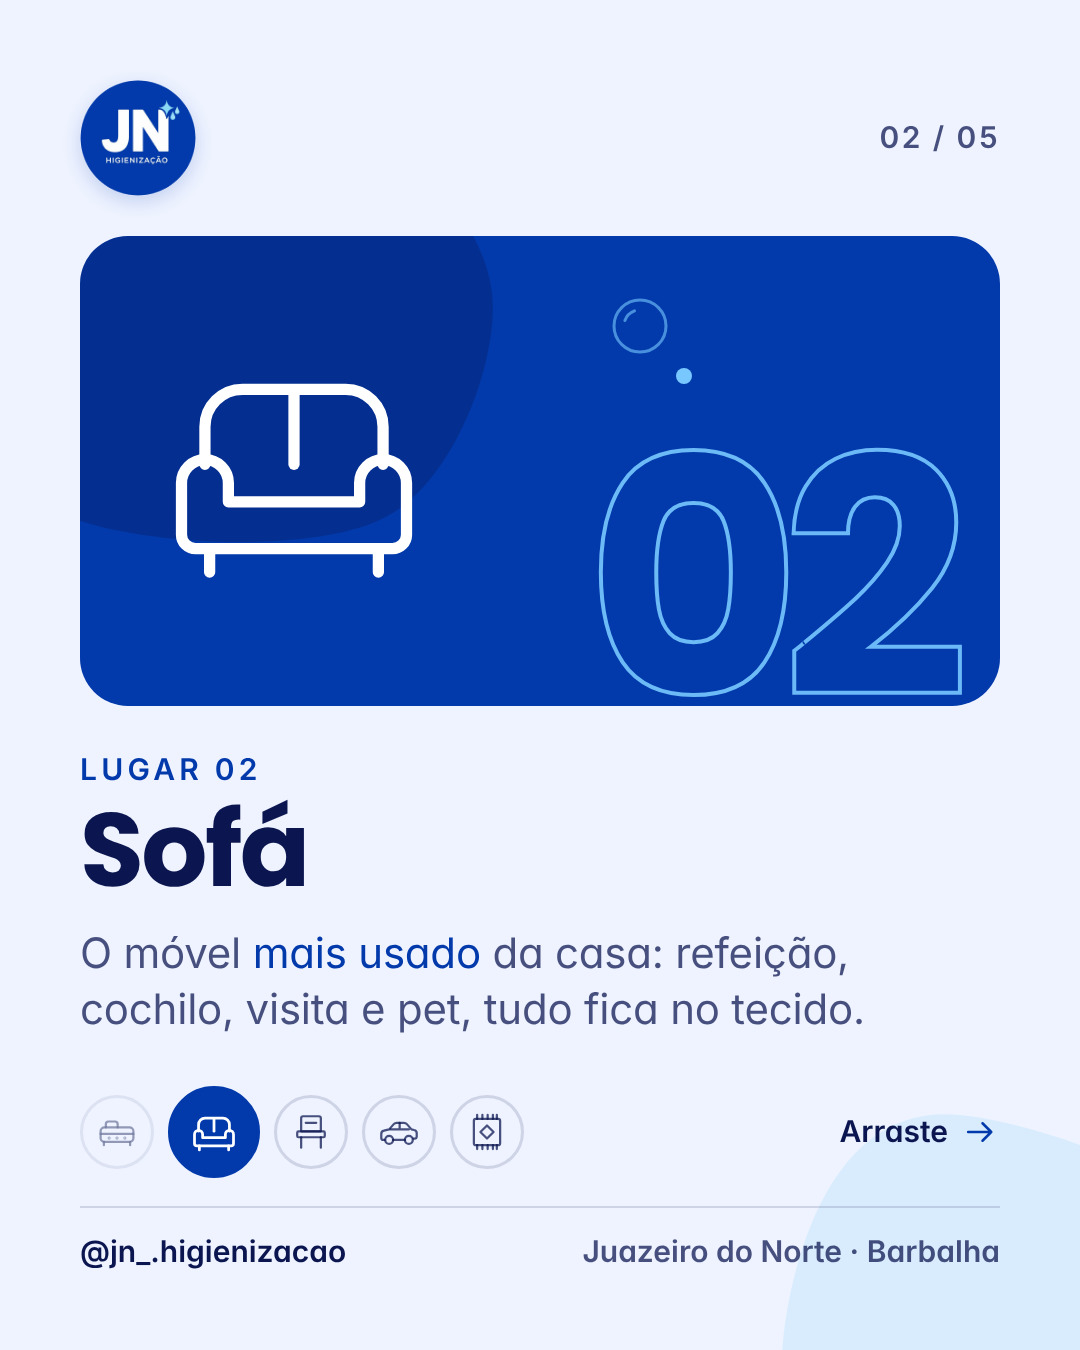 JN
HIGIENIZAÇÃO
02 / 05
02
LUGAR 02
Sofá
O móvel mais usado da casa: refeição,
cochilo, visita e pet, tudo fica no tecido.
Arraste →
@jn_.higienizacao
Juazeiro do Norte · Barbalha